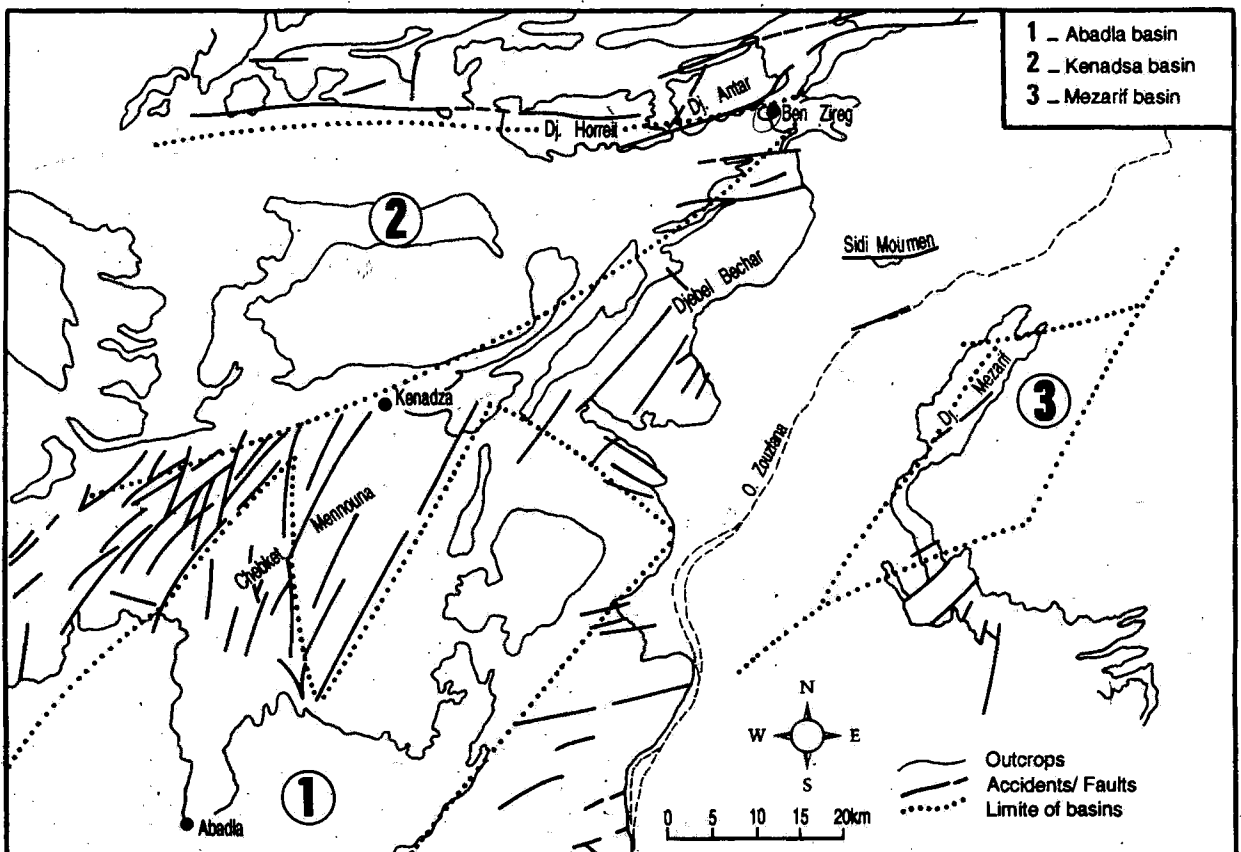 1 _ Abadla basin
2 _ Kenadsa basin
3 _ Mezarif basin
Dj. Antar
Ben Zireg
Dj. Horreit
2
Sidi Moumen
Djebel Bechar
Dj. Mezarif
3
Kenadza
O. Zouzfana
Mennouna
Chebket
N
W E
S
1
Abadla
Outcrops
Accidents/ Faults
Limite of basins
0 5 10 15 20km